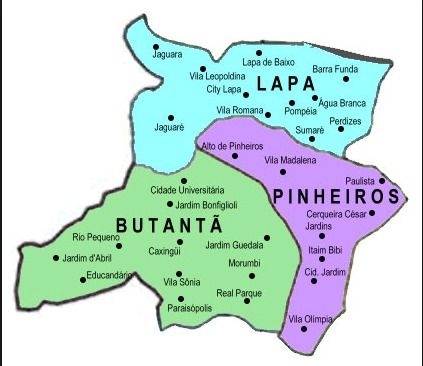 Jaguara
Lapa de Baixo
Vila Leopoldina
Barra Funda
LAPA
City Lapa
Água Branca
Pompéia
Vila Romana
Jaguaré
Perdizes
Sumaré
Alto de Pinheiros
Vila Madalena
Paulista
PINHEIROS
Cerqueira César
Jardins
Itaim Bibi
Cid. Jardim
Vila Olímpia
Cidade Universitária
Jardim Bonfiglioli
BUTANTÃ
Rio Pequeno
Caxingüi
Jardim Guedala
Jardim d'Abril
Morumbi
Educandário
Vila Sônia
Real Parque
Paraisópolis